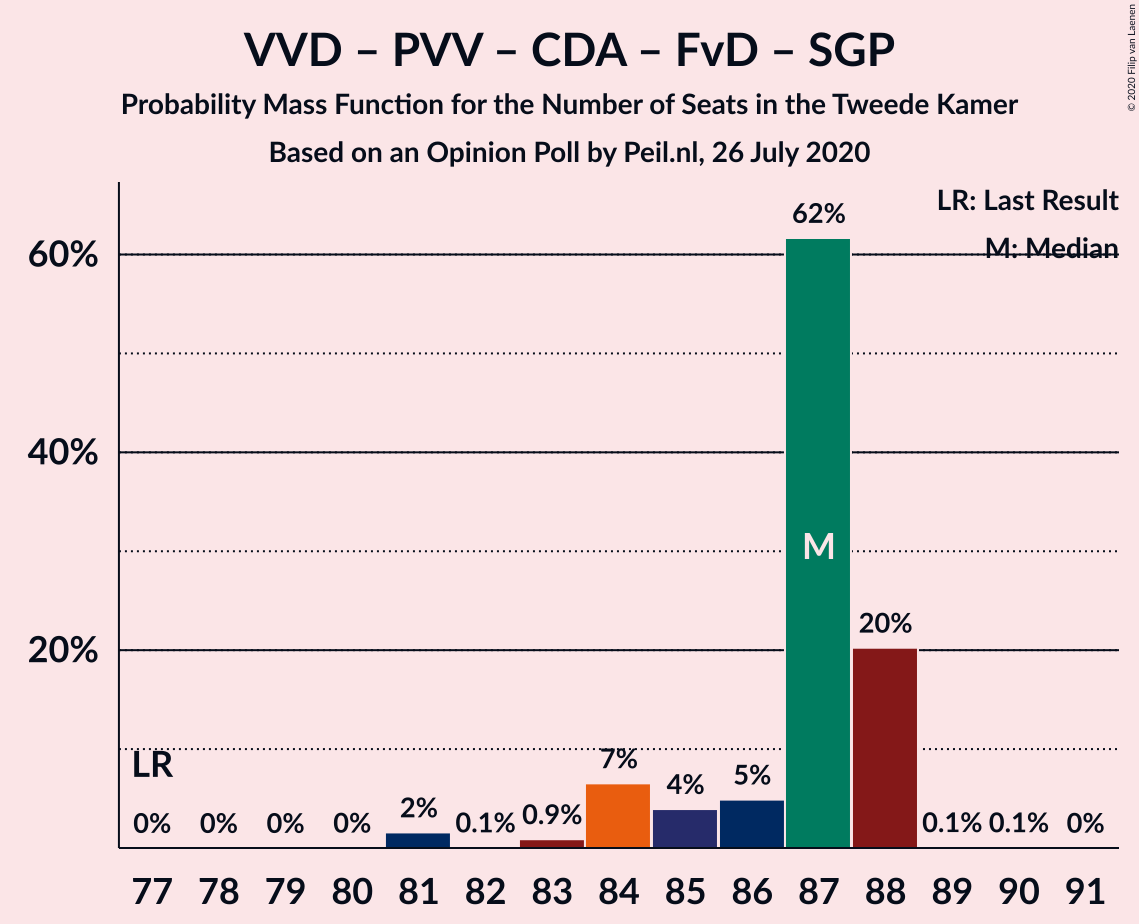 VVD – PVV – CDA – FvD – SGP
Probability Mass Function for the Number of Seats in the Tweede Kamer
Based on an Opinion Poll by Peil.nl, 26 July 2020
© 2020 Filip van Laenen
LR: Last Result
M: Median
60%
40%
20%
62%
M
20%
LR
7%
5%
4%
2%
0.9%
0% 0% 0% 0% 0.1% 0.1% 0.1% 0%
77 78 79 80 81 82 83 84 85 86 87 88 89 90 91